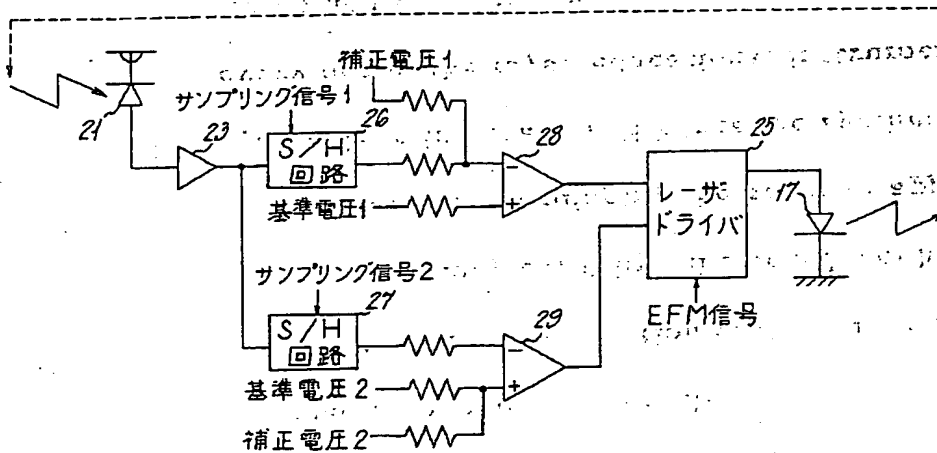 補正電圧1
21
サンプリング信号1
23
26
S/H
回路
28
25
基準電圧1
レーザ
ドライバ
17
サンプリング信号2
27
S/H
回路
29
EFM信号
基準電圧2
補正電圧2